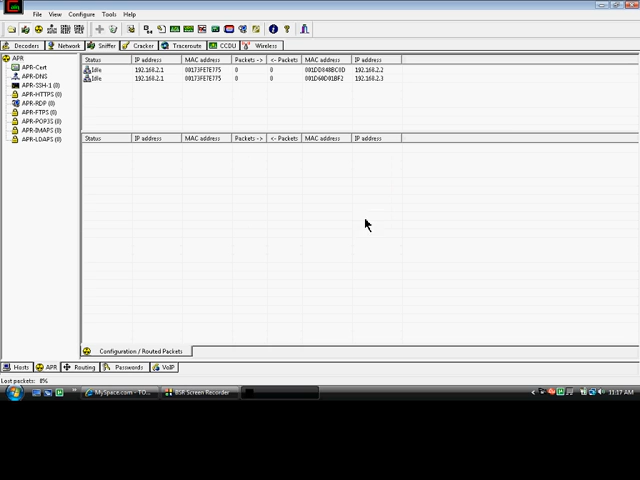 File View Configure Tools Help
Decoders Network Sniffer Cracker Traceroute CCDU Wireless
APR
APR-Cert
APR-DNS
APR-SSH-1 (0)
APR-HTTPS (0)
APR-RDP (0)
APR-FTPS (0)
APR-POP3S (0)
APR-IMAPS (0)
APR-LDAPS (0)
Status IP address MAC address Packets -> <- Packets MAC address IP address
Idle 192.168.2.1 00173FE7E775 0 0 192.168.2.2
Idle 192.168.2.1 00173FE7E775 0 0 001D60D01BF2 192.168.2.3
Status IP address MAC address Packets -> <- Packets MAC address IP address
Configuration / Routed Packets
Hosts APR Routing Passwords VoIP
Lost packets: 0%
MySpace.com - TO... BSR Screen Recorder 11:17 AM